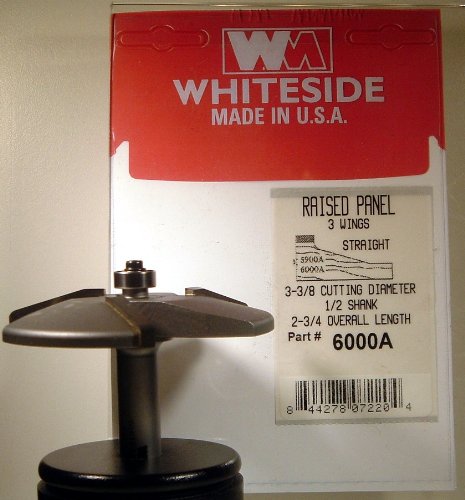 WM
WHITESIDE
MADE IN U.S.A.
RAISED PANEL
3 WINGS
STRAIGHT
5900A
6000A
3-3/8 CUTTING DIAMETER
1/2 SHANK
2-3/4 OVERALL LENGTH
Part # 6000A
8 44278 07220 4